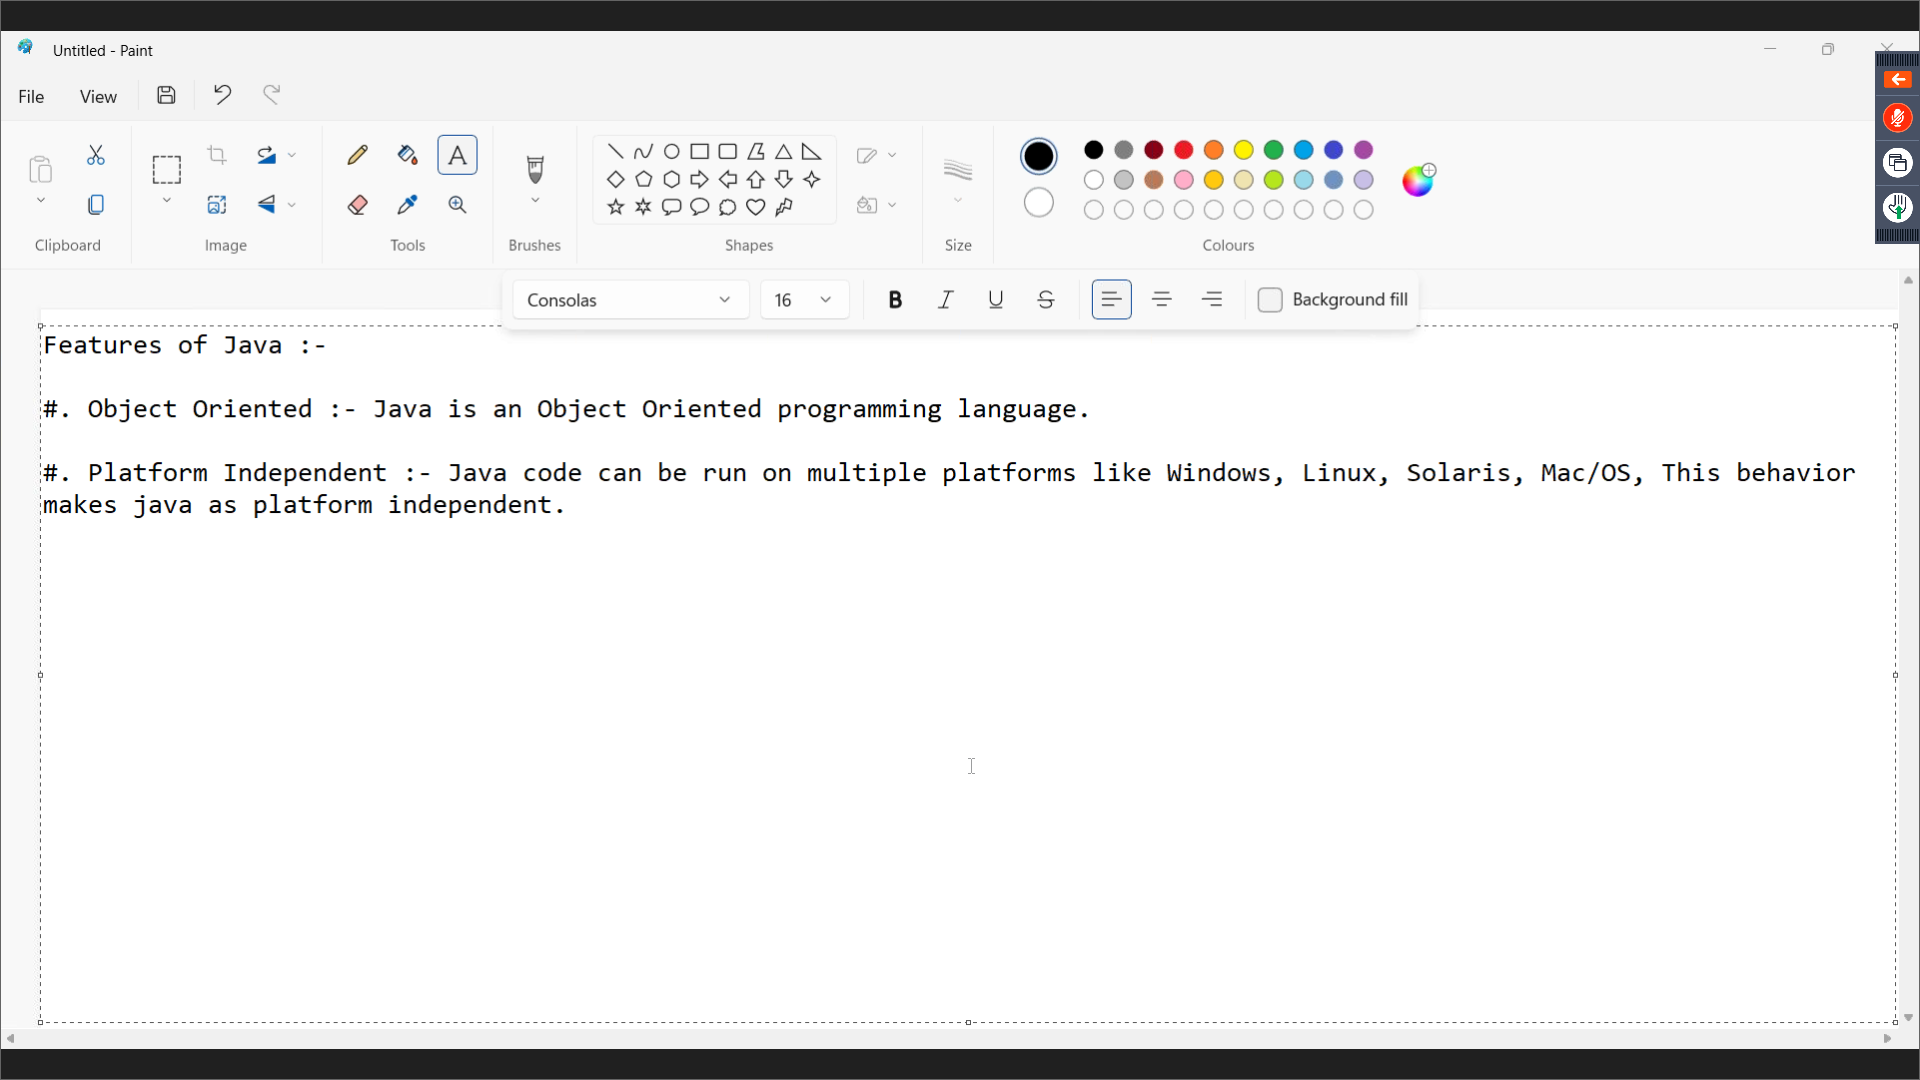 Untitled - Paint
File View
Clipboard Image Tools Brushes Shapes Size Colours
Consolas 16 B I U S Background fill
Features of Java :-
#. Object Oriented :- Java is an Object Oriented programming language.
#. Platform Independent :- Java code can be run on multiple platforms like Windows, Linux, Solaris, Mac/OS, This behavior
makes java as platform independent.